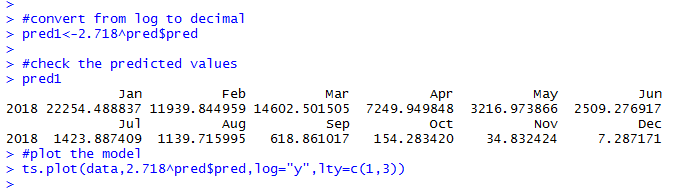 >
> #convert from log to decimal
> pred1<-2.718^pred$pred
>
> #check the predicted values
> pred1
Jan Feb Mar Apr May Jun
2018 22254.488837 11939.844959 14602.501505 7249.949848 3216.973866 2509.276917
Jul Aug Sep Oct Nov Dec
2018 1423.887409 1139.715995 618.861017 154.283420 34.832424 7.287171
> #plot the model
> ts.plot(data,2.718^pred$pred,log="y",lty=c(1,3))
>